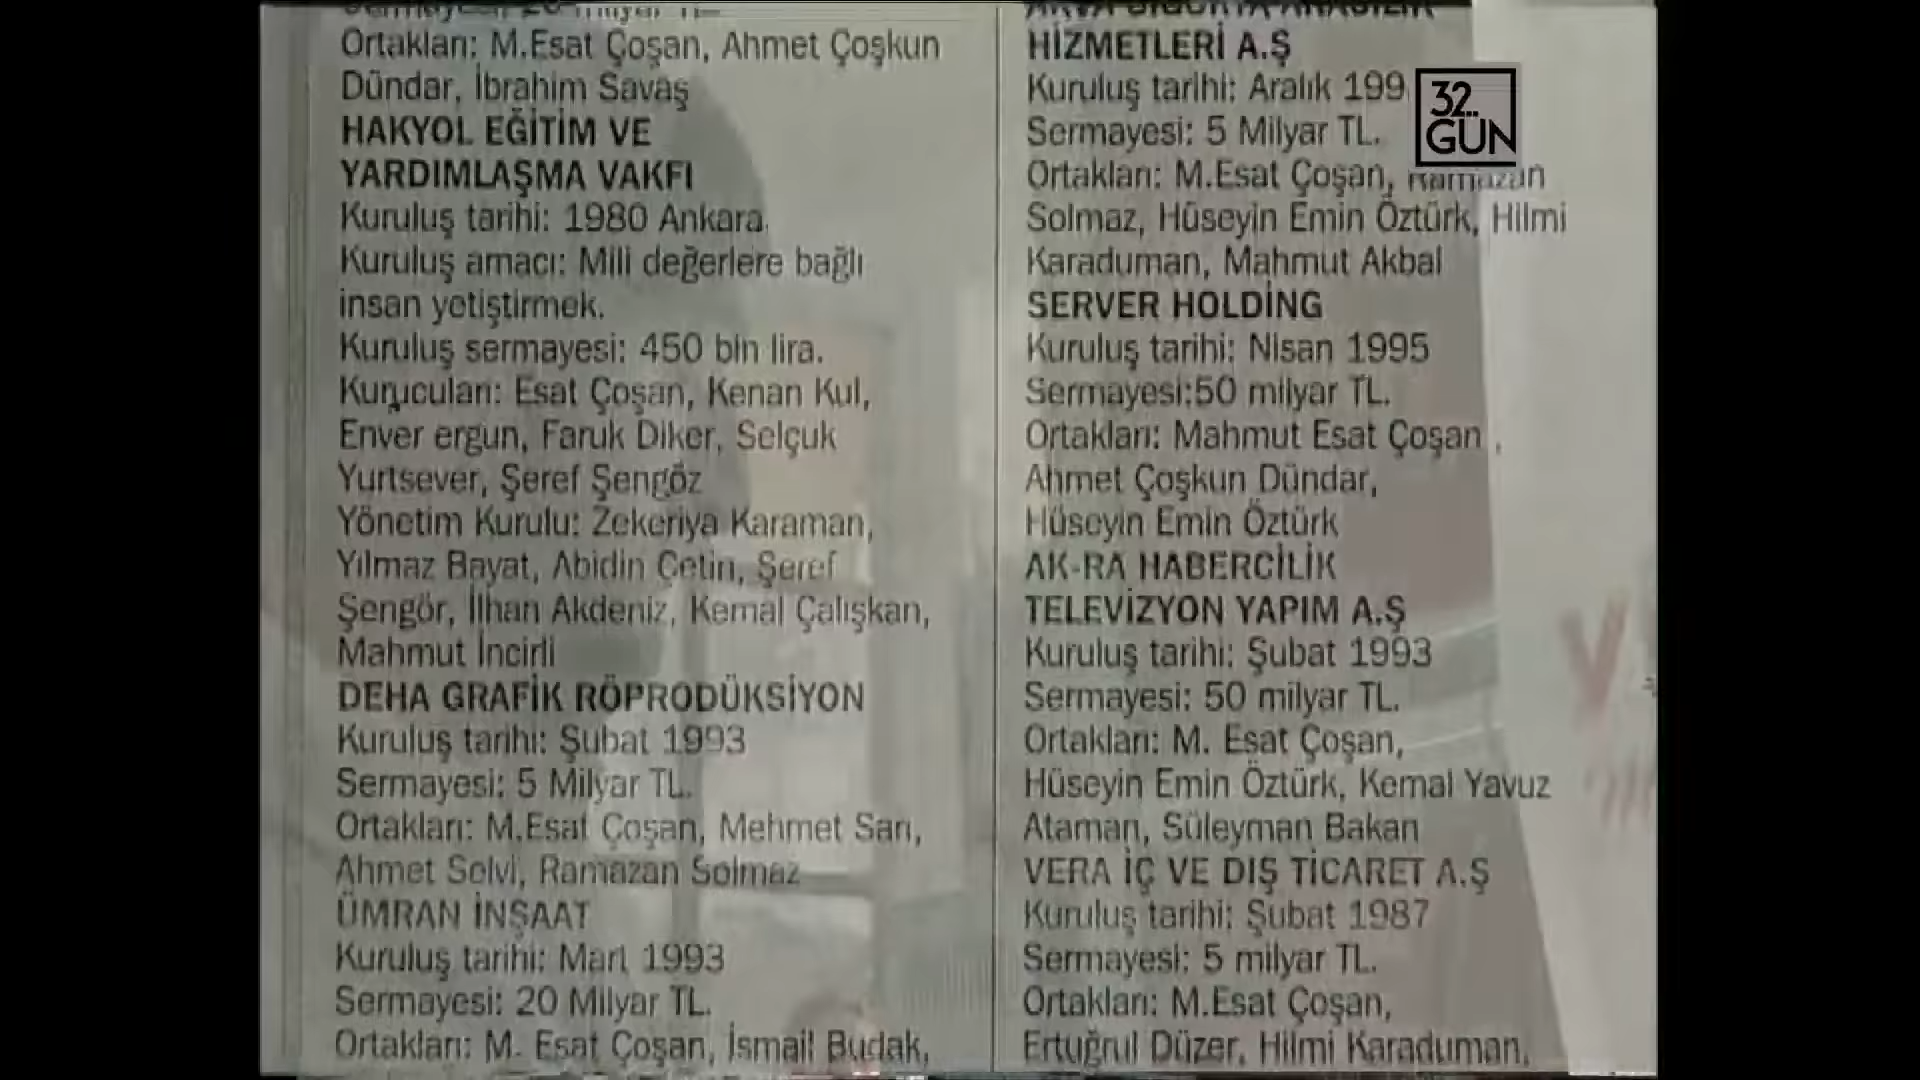 Ortakları: M.Esat Çoşan, Ahmet Çoşkun
Dündar, İbrahim Savaş
HAKYOL EĞİTİM VE
YARDIMLAŞMA VAKFI
Kuruluş tarihi: 1980 Ankara.
Kuruluş amacı: Mili değerlere bağlı
insan yetiştirmek.
Kuruluş sermayesi: 450 bin lira.
Kurucuları: Esat Çoşan, Kenan Kul,
Enver ergun, Faruk Diker, Selçuk
Yurtsever, Şeref Şengöz
Yönetim Kurulu: Zekeriya Karaman,
Yılmaz Bayat, Abidin Çetin, Şeref
Şengör, İlhan Akdeniz, Kemal Çalışkan,
Mahmut İncirli
DEHA GRAFİK RÖPRODÜKSİYON
Kuruluş tarihi: Şubat 1993
Sermayesi: 5 Milyar TL.
Ortakları: M.Esat Çoşan, Mehmet Sarı,
Ahmet Selvi, Ramazan Solmaz
ÜMRAN İNŞAAT
Kuruluş tarihi: Mart 1993
Sermayesi: 20 Milyar TL.
Ortakları: M. Esat Çoşan, İsmail Budak,
HİZMETLERİ A.Ş
Kuruluş tarihi: Aralık 199
Sermayesi: 5 Milyar TL.
Ortakları: M.Esat Çoşan, Ramazan
Solmaz, Hüseyin Emin Öztürk, Hilmi
Karaduman, Mahmut Akbal
SERVER HOLDİNG
Kuruluş tarihi: Nisan 1995
Sermayesi:50 milyar TL.
Ortakları: Mahmut Esat Çoşan ,
Ahmet Çoşkun Dündar,
Hüseyin Emin Öztürk
AK-RA HABERCİLİK
TELEVİZYON YAPIM A.Ş
Kuruluş tarihi: Şubat 1993
Sermayesi: 50 milyar TL.
Ortakları: M. Esat Çoşan,
Hüseyin Emin Öztürk, Kemal Yavuz
Ataman, Süleyman Bakan
VERA İÇ VE DIŞ TİCARET A.Ş
Kuruluş tarihi: Şubat 1987
Sermayesi: 5 milyar TL.
Ortakları: M.Esat Çoşan,
Ertuğrul Düzer, Hilmi Karaduman,
32.
GÜN